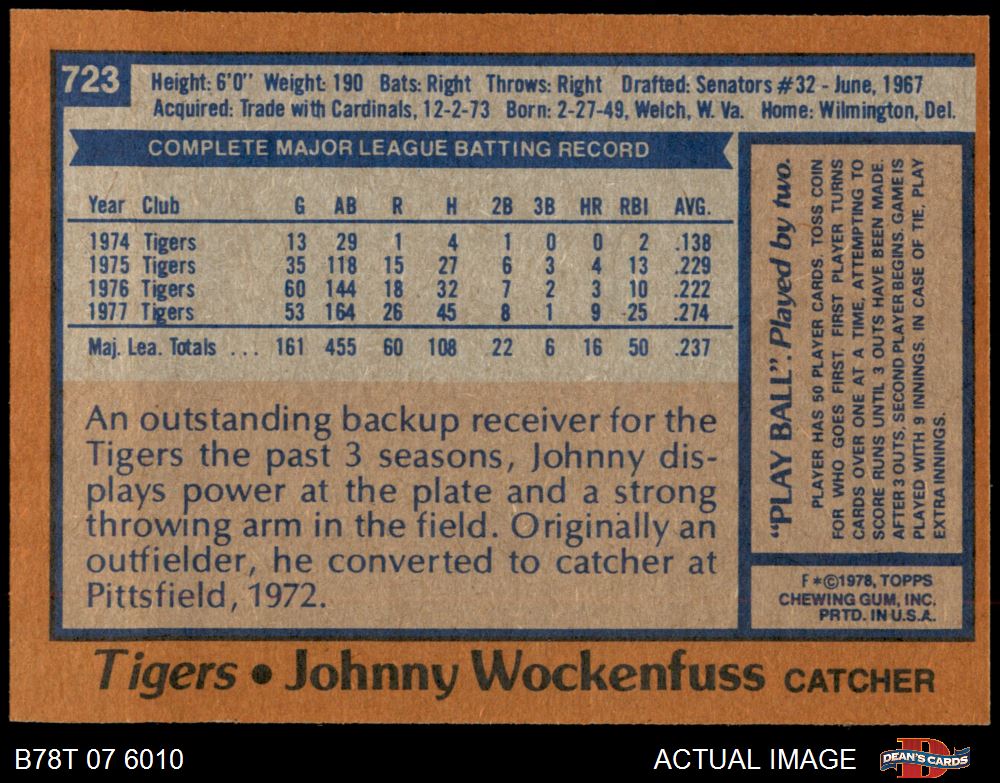 723
Height: 6'0" Weight: 190 Bats: Right Throws: Right Drafted: Senators #32 - June, 1967
Acquired: Trade with Cardinals, 12-2-73 Born: 2-27-49, Welch, W. Va. Home: Wilmington, Del.
COMPLETE MAJOR LEAGUE BATTING RECORD
Year Club G AB R H 2B 3B HR RBI AVG.
1974 Tigers 13 29 1 4 1 0 0 2 .138
1975 Tigers 35 118 15 27 6 3 4 13 .229
1976 Tigers 60 144 18 32 7 2 3 10 .222
1977 Tigers 53 164 26 45 8 1 9 25 .274
Maj. Lea. Totals ... 161 455 60 108 22 6 16 50 .237
An outstanding backup receiver for the
Tigers the past 3 seasons, Johnny dis-
plays power at the plate and a strong
throwing arm in the field. Originally an
outfielder, he converted to catcher at
Pittsfield, 1972.
"PLAY BALL". Played by two.
PLAYER HAS 50 PLAYER CARDS. TOSS COIN
FOR WHO GOES FIRST. FIRST PLAYER TURNS
CARDS OVER ONE AT A TIME, ATTEMPTING TO
SCORE RUNS UNTIL 3 OUTS HAVE BEEN MADE.
AFTER 3 OUTS, SECOND PLAYER BEGINS. GAME IS
PLAYED WITH 9 INNINGS. IN CASE OF TIE, PLAY
EXTRA INNINGS.
F*©1978, TOPPS
CHEWING GUM, INC.
PRTD. IN U.S.A.
Tigers • Johnny Wockenfuss CATCHER
B78T 07 6010 ACTUAL IMAGE DEAN'S CARDS